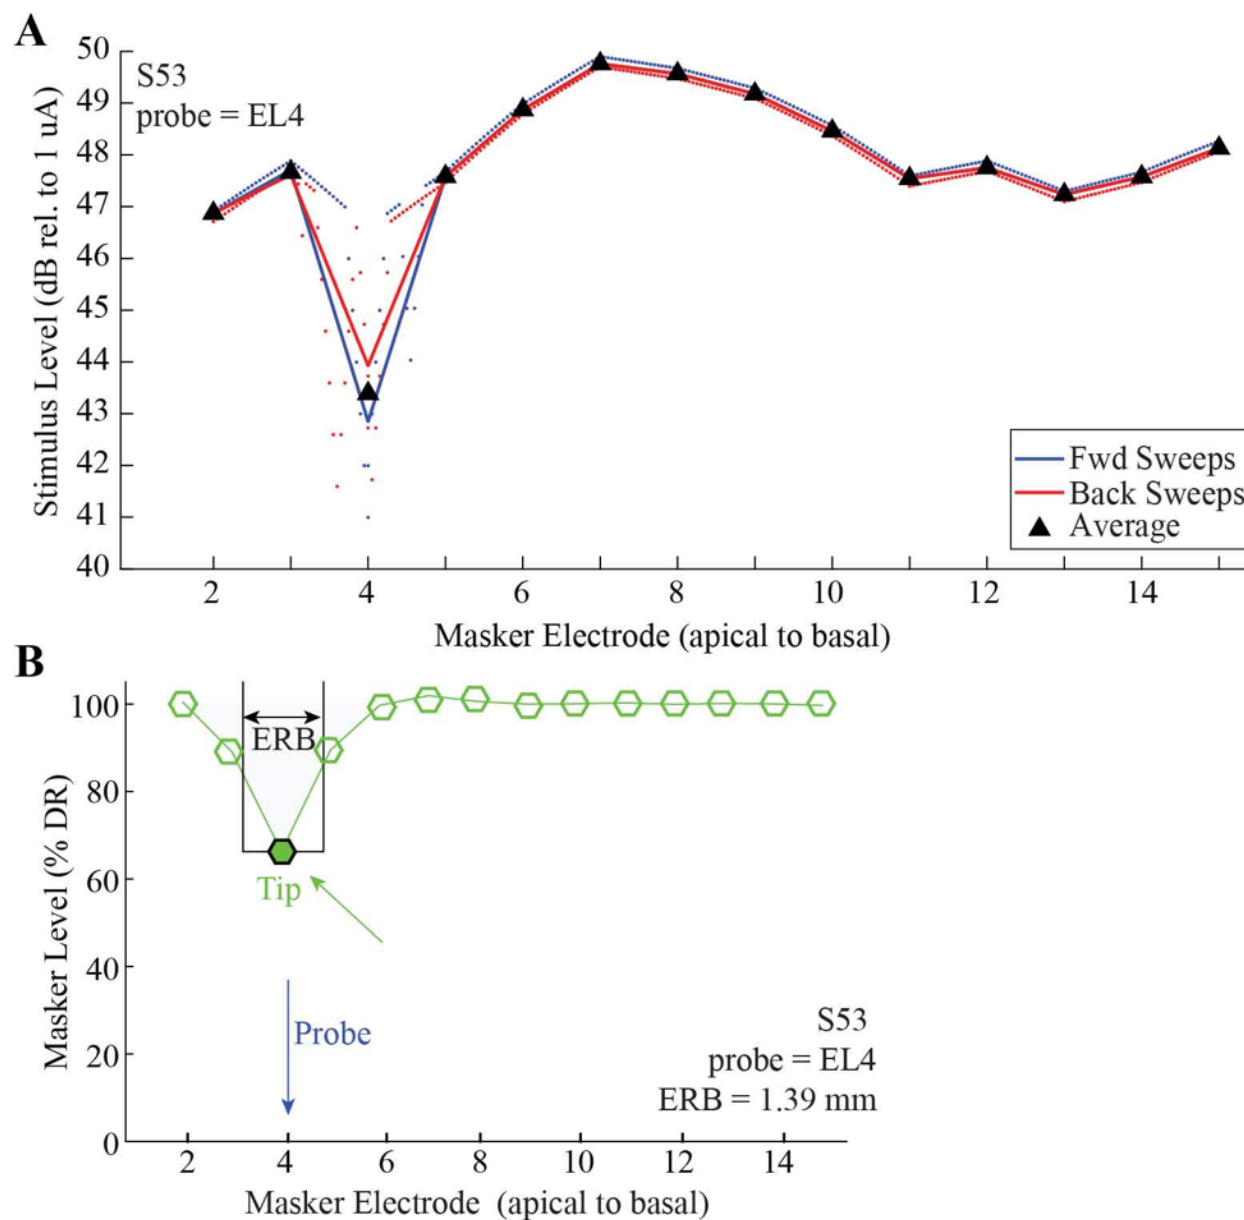 A
S53
probe = EL4
Stimulus Level (dB rel. to 1 uA)
50
49
48
47
46
45
44
43
42
41
40
2 4 6 8 10 12 14
Masker Electrode (apical to basal)
Fwd Sweeps
Back Sweeps
Average
B
Masker Level (% DR)
100
80
60
40
20
0
ERB
Tip
Probe
S53
probe = EL4
ERB = 1.39 mm
2 4 6 8 10 12 14
Masker Electrode (apical to basal)